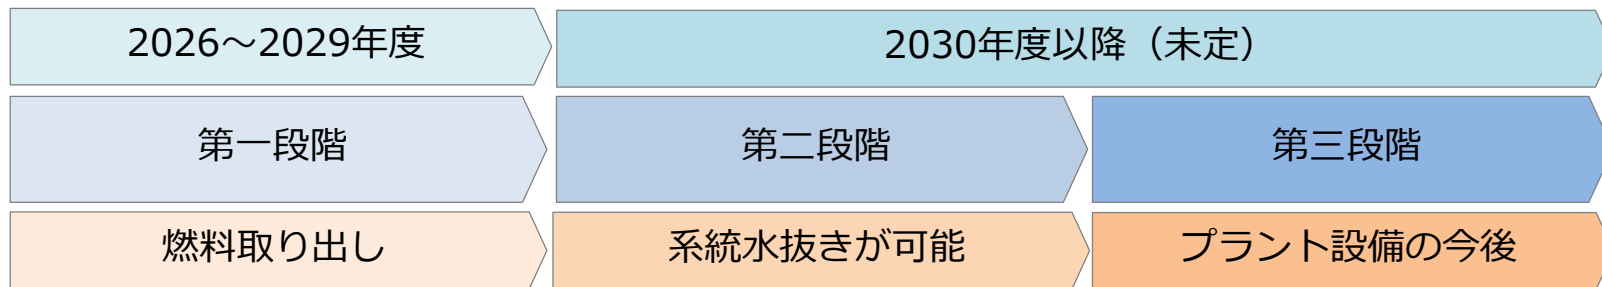 2026～2029年度
2030年度以降（未定）
第一段階
第二段階
第三段階
燃料取り出し
系統水抜きが可能
プラント設備の今後